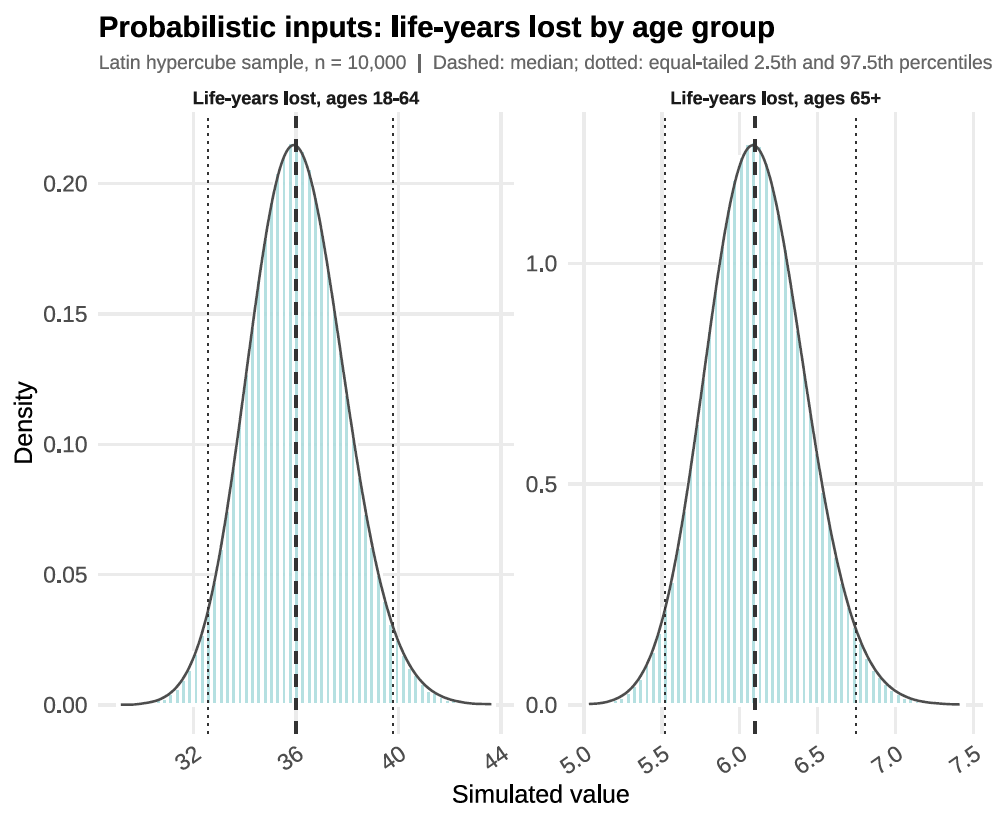 Probabilistic inputs: life-years lost by age group
Latin hypercube sample, n = 10,000 | Dashed: median; dotted: equal-tailed 2.5th and 97.5th percentiles
Life-years lost, ages 18-64
Life-years lost, ages 65+
Density
0.20
0.15
0.10
0.05
0.00
1.0
0.5
0.0
32 36 40 44
5.0 5.5 6.0 6.5 7.0 7.5
Simulated value